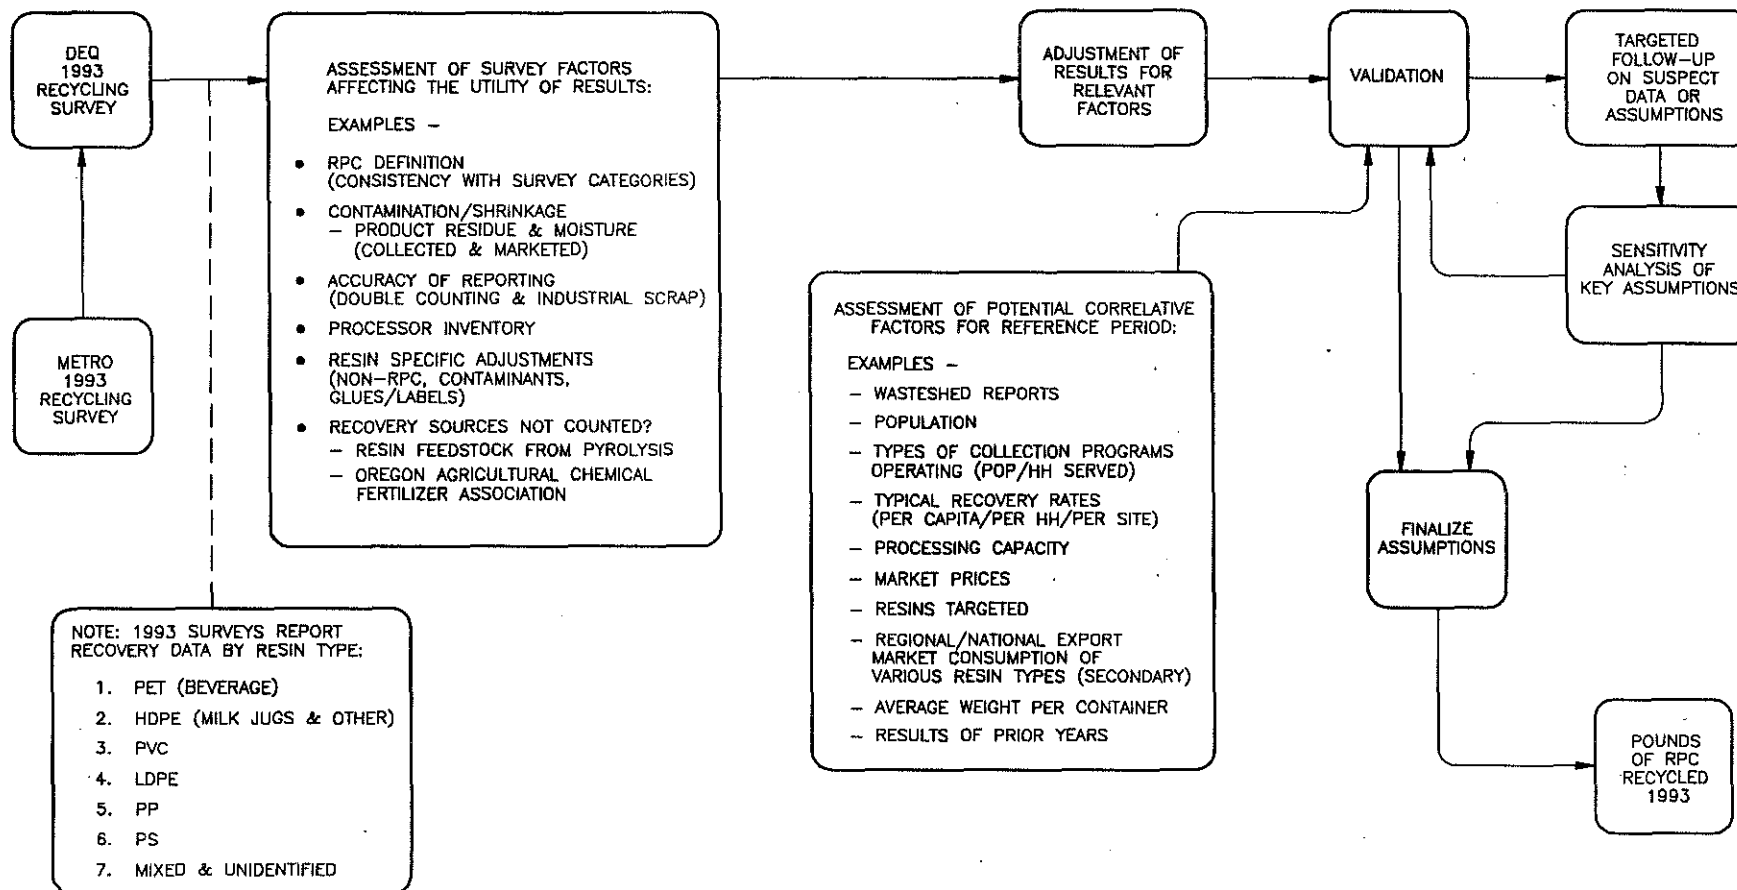 DEQ
1993
RECYCLING
SURVEY
METRO
1993
RECYCLING
SURVEY
ASSESSMENT OF SURVEY FACTORS
AFFECTING THE UTILITY OF RESULTS:
EXAMPLES –
• RPC DEFINITION
(CONSISTENCY WITH SURVEY CATEGORIES)
• CONTAMINATION/SHRINKAGE
– PRODUCT RESIDUE & MOISTURE
(COLLECTED & MARKETED)
• ACCURACY OF REPORTING
(DOUBLE COUNTING & INDUSTRIAL SCRAP)
• PROCESSOR INVENTORY
• RESIN SPECIFIC ADJUSTMENTS
(NON–RPC, CONTAMINANTS,
GLUES/LABELS)
• RECOVERY SOURCES NOT COUNTED?
– RESIN FEEDSTOCK FROM PYROLYSIS
– OREGON AGRICULTURAL CHEMICAL
FERTILIZER ASSOCIATION
NOTE: 1993 SURVEYS REPORT
RECOVERY DATA BY RESIN TYPE:
1. PET (BEVERAGE)
2. HDPE (MILK JUGS & OTHER)
3. PVC
4. LDPE
5. PP
6. PS
7. MIXED & UNIDENTIFIED
ADJUSTMENT OF
RESULTS FOR
RELEVANT
FACTORS
ASSESSMENT OF POTENTIAL CORRELATIVE
FACTORS FOR REFERENCE PERIOD:
EXAMPLES –
– WASTESHED REPORTS
– POPULATION
– TYPES OF COLLECTION PROGRAMS
OPERATING (POP/HH SERVED)
– TYPICAL RECOVERY RATES
(PER CAPITA/PER HH/PER SITE)
– PROCESSING CAPACITY
– MARKET PRICES
– RESINS TARGETED
– REGIONAL/NATIONAL EXPORT
MARKET CONSUMPTION OF
VARIOUS RESIN TYPES (SECONDARY)
– AVERAGE WEIGHT PER CONTAINER
– RESULTS OF PRIOR YEARS
VALIDATION
TARGETED
FOLLOW–UP
ON SUSPECT
DATA OR
ASSUMPTIONS
SENSITIVITY
ANALYSIS OF
KEY ASSUMPTIONS
FINALIZE
ASSUMPTIONS
POUNDS
OF RPC
RECYCLED
1993